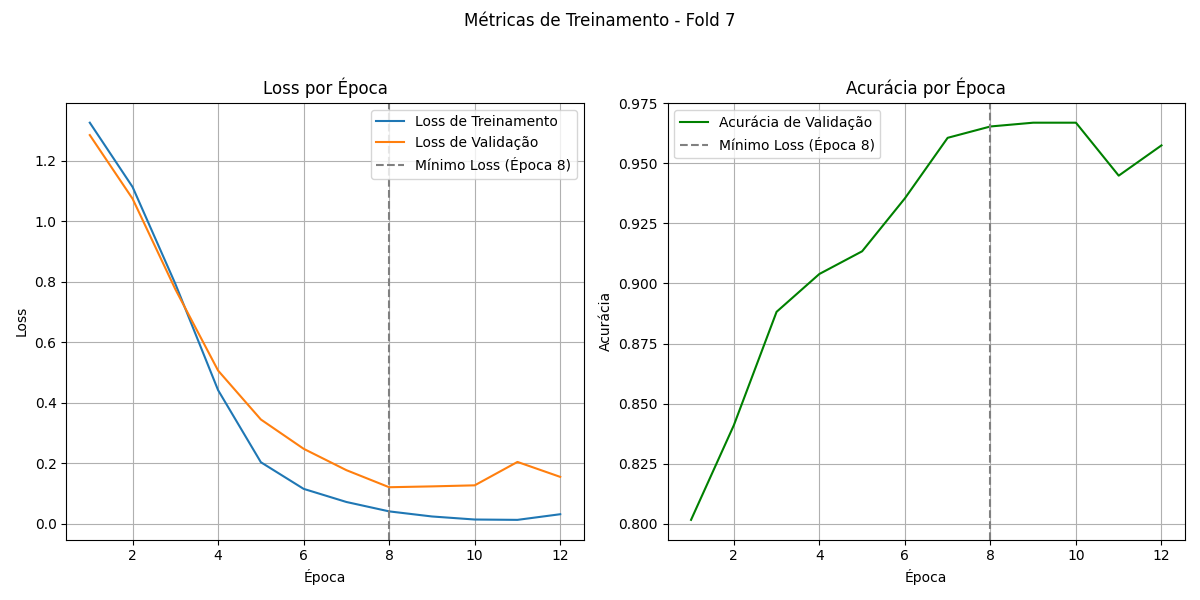 Métricas de Treinamento - Fold 7
Loss por Época
Loss de Treinamento
Loss de Validação
Mínimo Loss (Época 8)
1.2
1.0
0.8
0.6
0.4
0.2
0.0
Loss
2 4 6 8 10 12
Época
Acurácia por Época
Acurácia de Validação
Mínimo Loss (Época 8)
0.975
0.950
0.925
0.900
0.875
0.850
0.825
0.800
Acurácia
2 4 6 8 10 12
Época